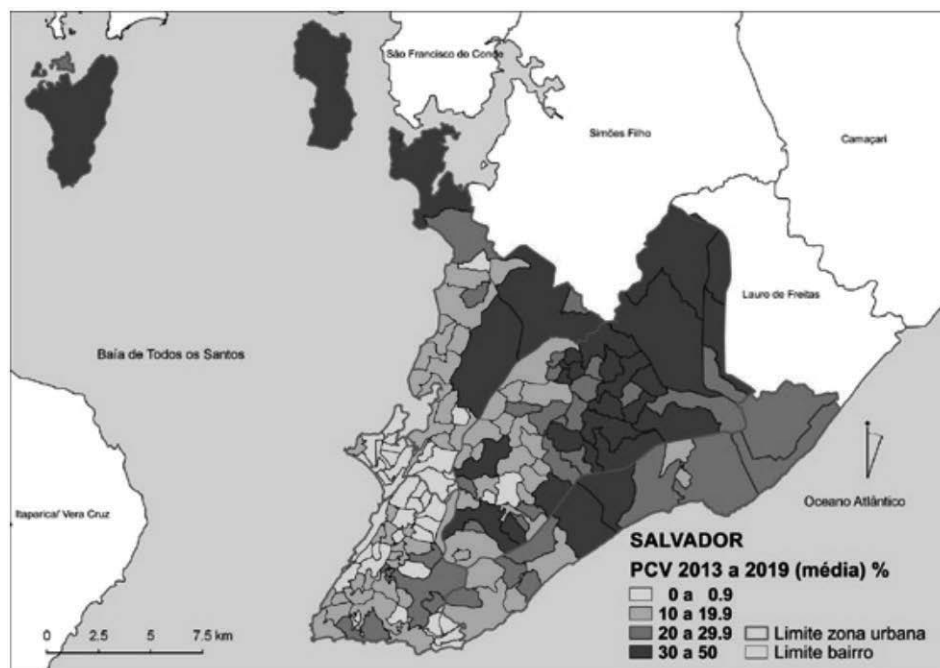 São Francisco do Conde
Simões Filho
Camaçari
Lauro de Freitas
Baía de Todos os Santos
Itaparica/ Vera Cruz
Oceano Atlântico
SALVADOR
PCV 2013 a 2019 (média) %
0 a 0.9
10 a 19.9
20 a 29.9
30 a 50
Limite zona urbana
Limite bairro
0 2.5 5 7.5 km